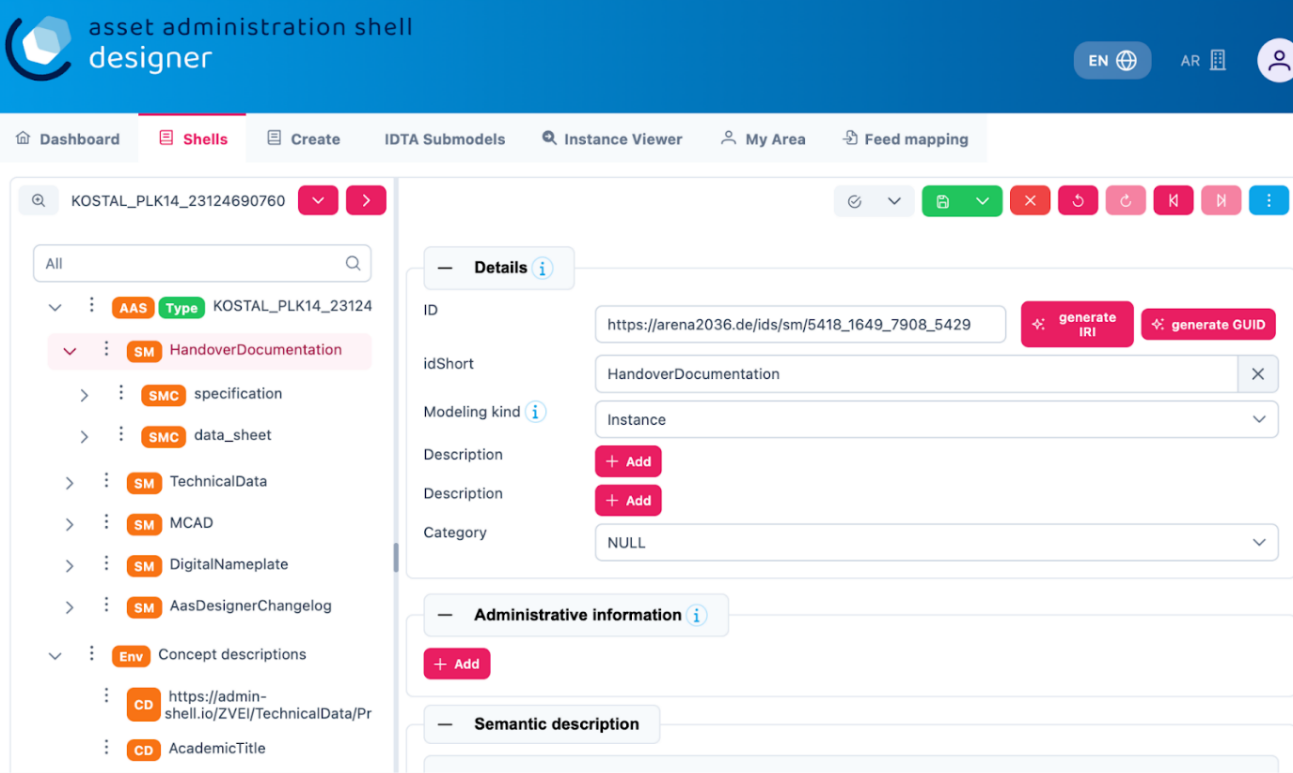 asset administration shell
designer
EN
AR
Dashboard
Shells
Create
IDTA Submodels
Instance Viewer
My Area
Feed mapping
KOSTAL_PLK14_23124690760
All
AAS Type KOSTAL_PLK14_23124
SM HandoverDocumentation
SMC specification
SMC data_sheet
SM TechnicalData
SM MCAD
SM DigitalNameplate
SM AasDesignerChangelog
Env Concept descriptions
CD https://admin-
shell.io/ZVEI/TechnicalData/Pr
CD AcademicTitle
Details i
ID
https://arena2036.de/ids/sm/5418_1649_7908_5429
generate
IRI
generate GUID
idShort
HandoverDocumentation
Modeling kind i
Instance
Description
+ Add
Description
+ Add
Category
NULL
Administrative information i
+ Add
Semantic description